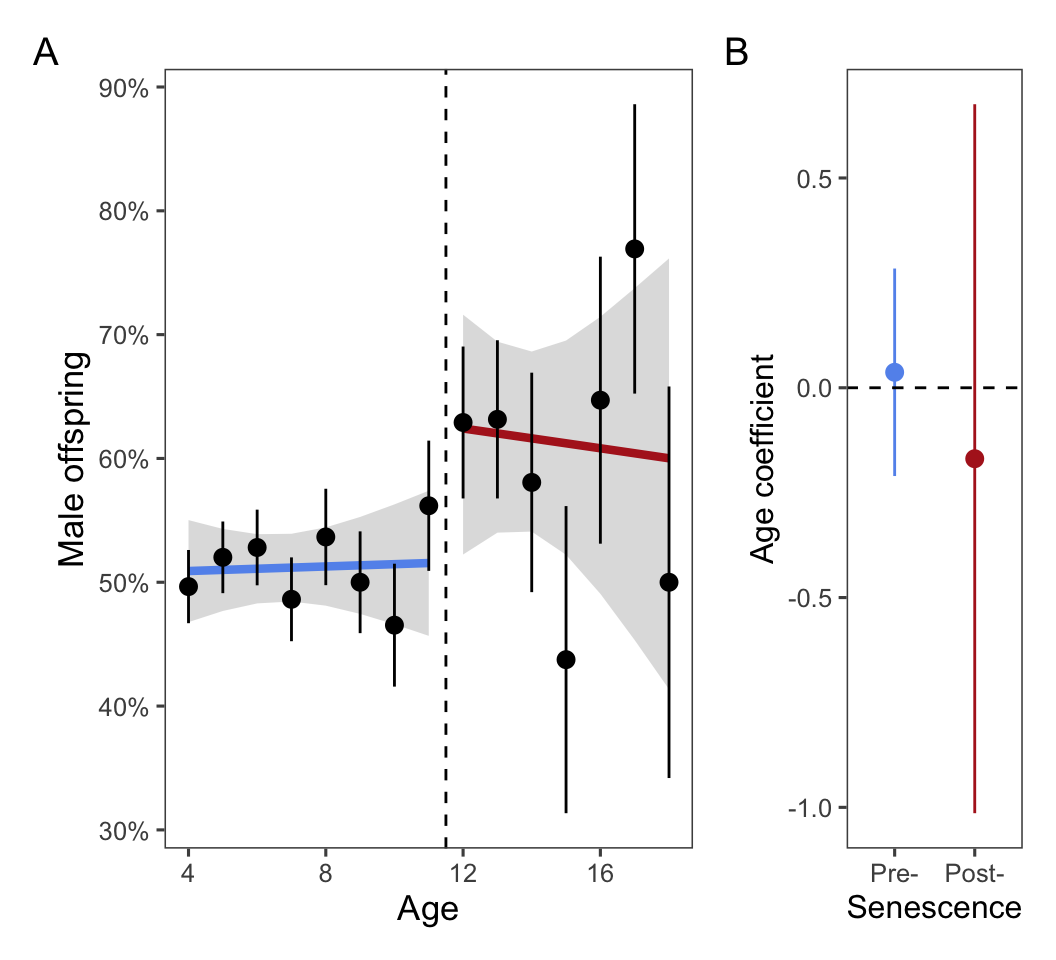 A
90%
80%
70%
60%
50%
40%
30%
Male offspring
4 8 12 16
Age
B
0.5
0.0
-0.5
-1.0
Age coefficient
Pre- Post-
Senescence